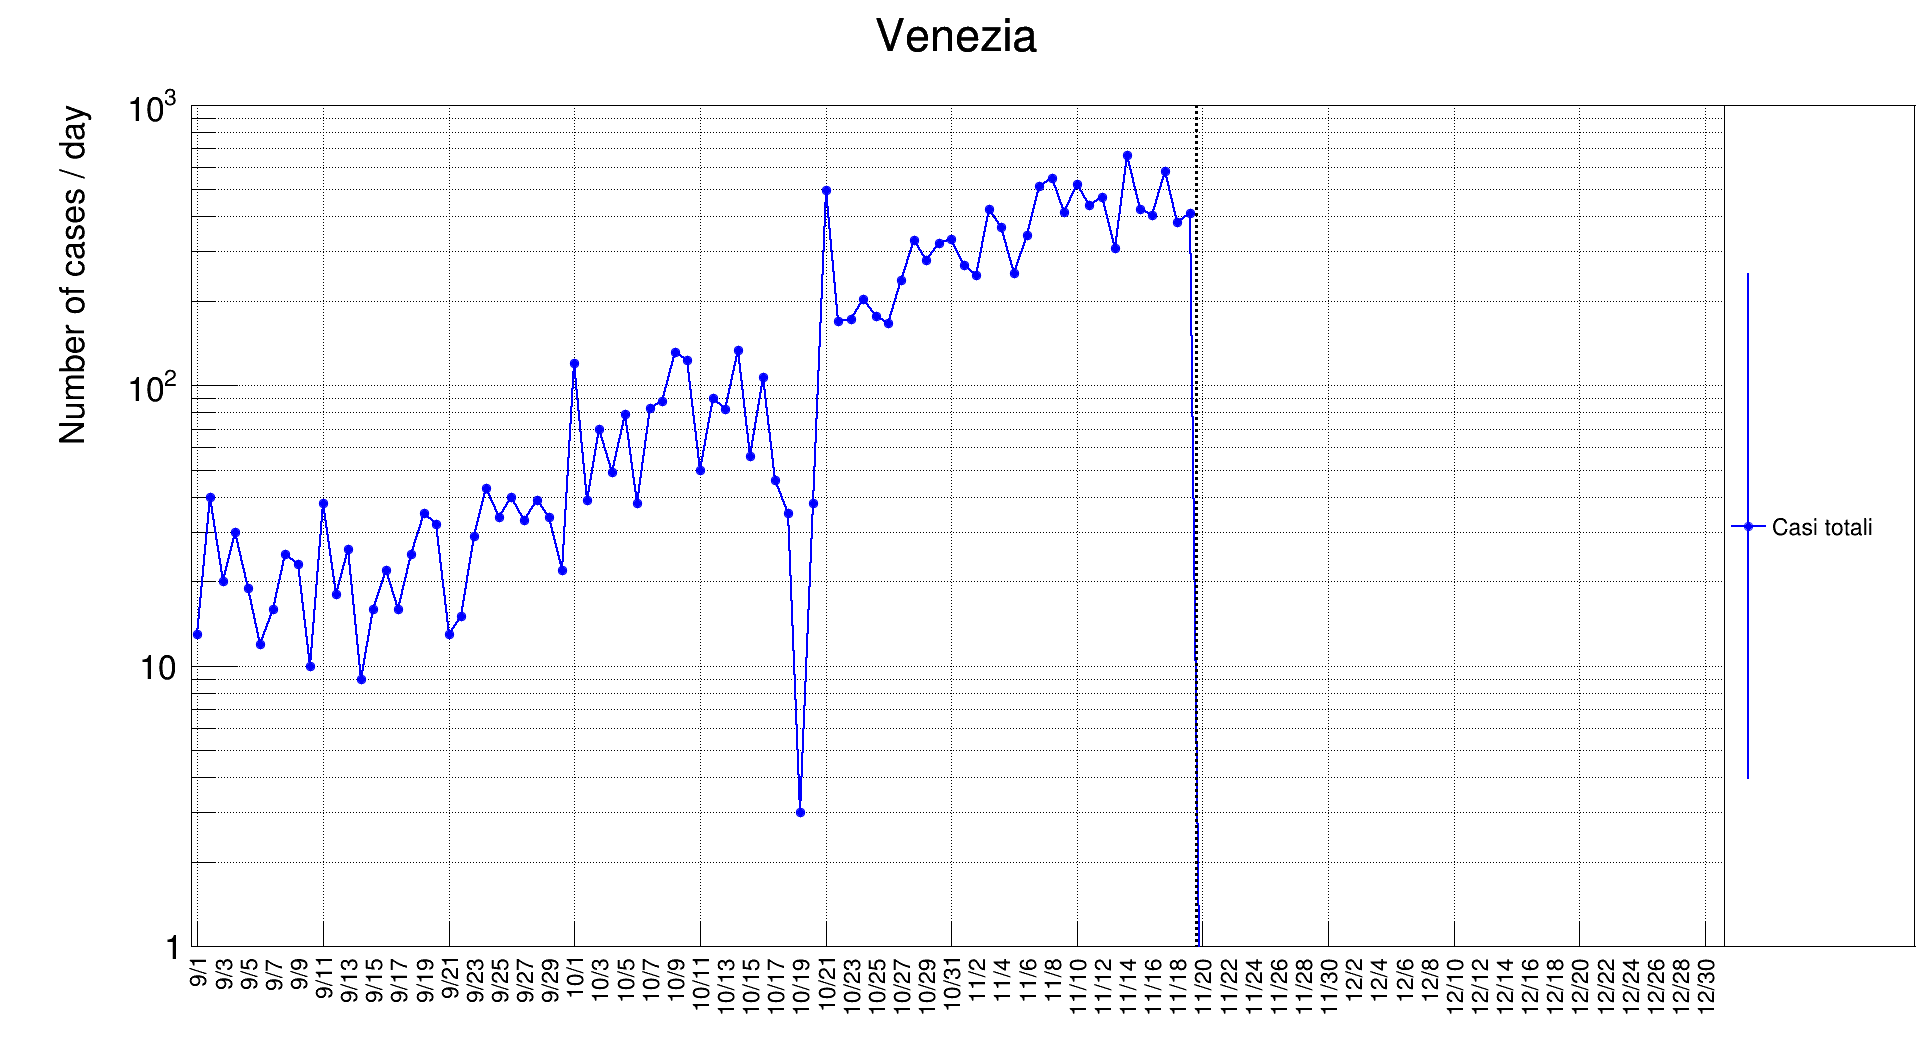 Venezia
Number of cases / day
10³
10²
10
1
9/1 9/3 9/5 9/7 9/9 9/11 9/13 9/15 9/17 9/19 9/21 9/23 9/25 9/27 9/29 10/1 10/3 10/5 10/7 10/9 10/11 10/13 10/15 10/17 10/19 10/21 10/23 10/25 10/27 10/29 10/31 11/2 11/4 11/6 11/8 11/10 11/12 11/14 11/16 11/18 11/20 11/22 11/24 11/26 11/28 11/30 12/2 12/4 12/6 12/8 12/10 12/12 12/14 12/16 12/18 12/20 12/22 12/24 12/26 12/28 12/30
Casi totali